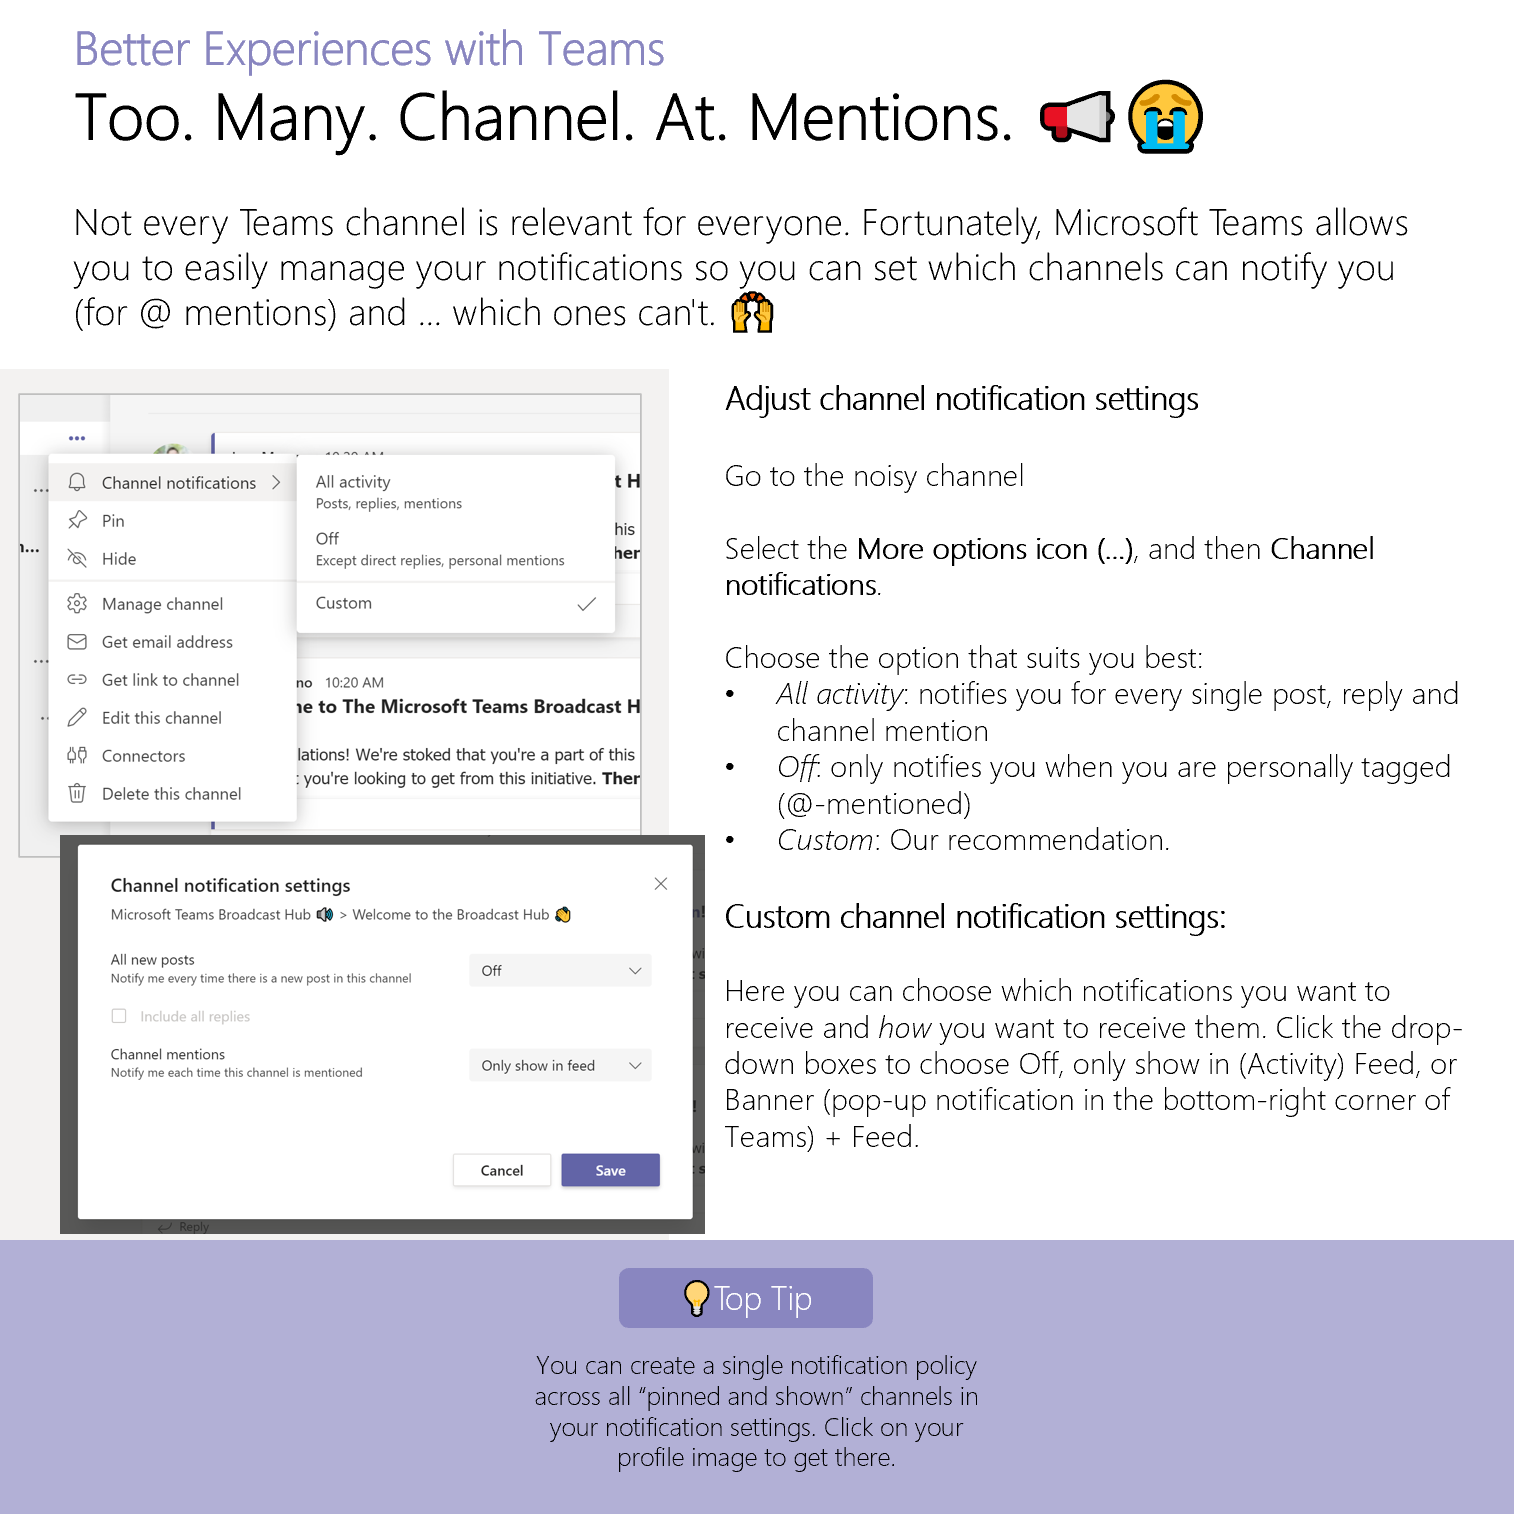 Better Experiences with Teams
Too. Many. Channel. At. Mentions. 📢😭
Not every Teams channel is relevant for everyone. Fortunately, Microsoft Teams allows
you to easily manage your notifications so you can set which channels can notify you
(for @ mentions) and ... which ones can't. 🙌
10:20 AM
Channel notifications
Pin
Hide
Manage channel
Get email address
Get link to channel
Edit this channel
Connectors
Delete this channel
All activity
Posts, replies, mentions
Off
Except direct replies, personal mentions
Custom
t H
his
her
no 10:20 AM
ne to The Microsoft Teams Broadcast H
lations! We're stoked that you're a part of this
t you're looking to get from this initiative. Ther
Channel notification settings
Microsoft Teams Broadcast Hub 🔊 > Welcome to the Broadcast Hub 👏
All new posts
Notify me every time there is a new post in this channel
Off
Include all replies
Channel mentions
Notify me each time this channel is mentioned
Only show in feed
Cancel
Save
Reply
Adjust channel notification settings
Go to the noisy channel
Select the More options icon (...), and then Channel
notifications.
Choose the option that suits you best:
• All activity: notifies you for every single post, reply and
channel mention
• Off: only notifies you when you are personally tagged
(@-mentioned)
• Custom: Our recommendation.
Custom channel notification settings:
Here you can choose which notifications you want to
receive and how you want to receive them. Click the drop-
down boxes to choose Off, only show in (Activity) Feed, or
Banner (pop-up notification in the bottom-right corner of
Teams) + Feed.
💡Top Tip
You can create a single notification policy
across all “pinned and shown” channels in
your notification settings. Click on your
profile image to get there.